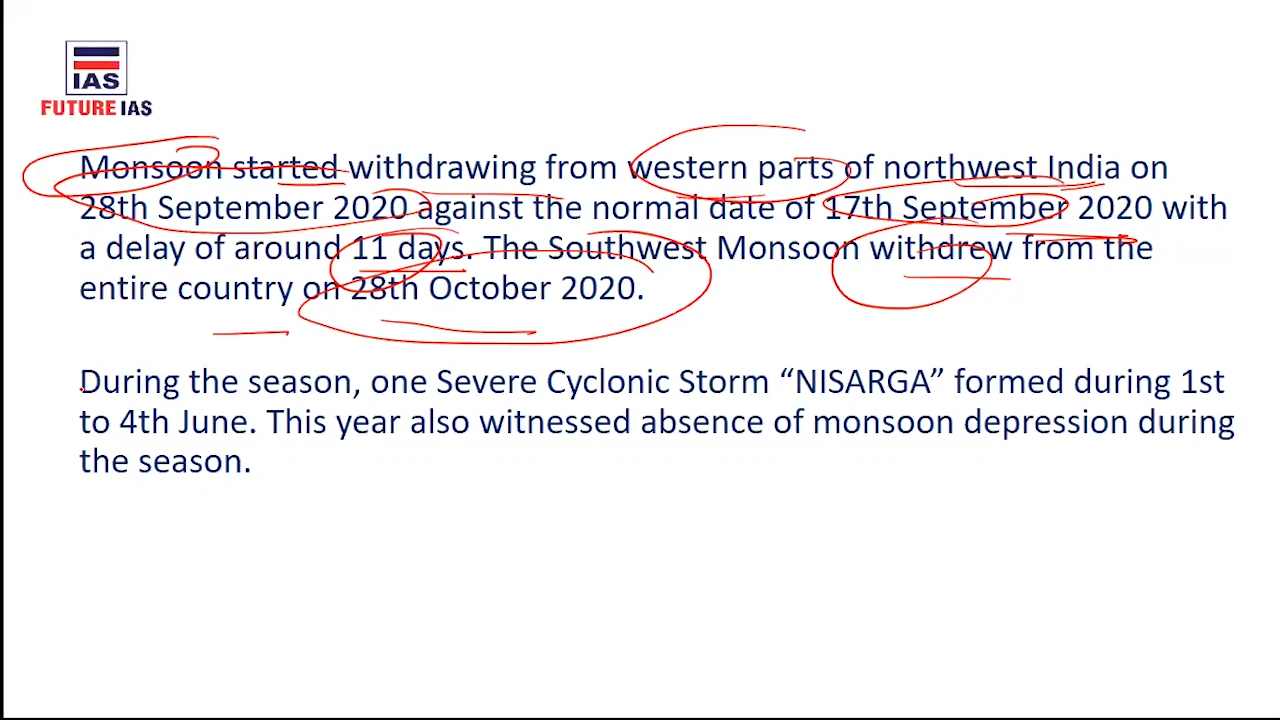 IAS
FUTURE IAS
Monsoon started withdrawing from western parts of northwest India on
28th September 2020 against the normal date of 17th September 2020 with
a delay of around 11 days. The Southwest Monsoon withdrew from the
entire country on 28th October 2020.
During the season, one Severe Cyclonic Storm “NISARGA” formed during 1st
to 4th June. This year also witnessed absence of monsoon depression during
the season.